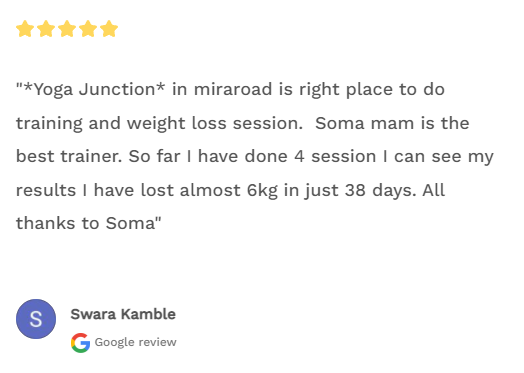 "*Yoga Junction* in miraroad is right place to do
training and weight loss session.  Soma mam is the
best trainer. So far I have done 4 session I can see my
results I have lost almost 6kg in just 38 days. All
thanks to Soma"
S
Swara Kamble
Google review